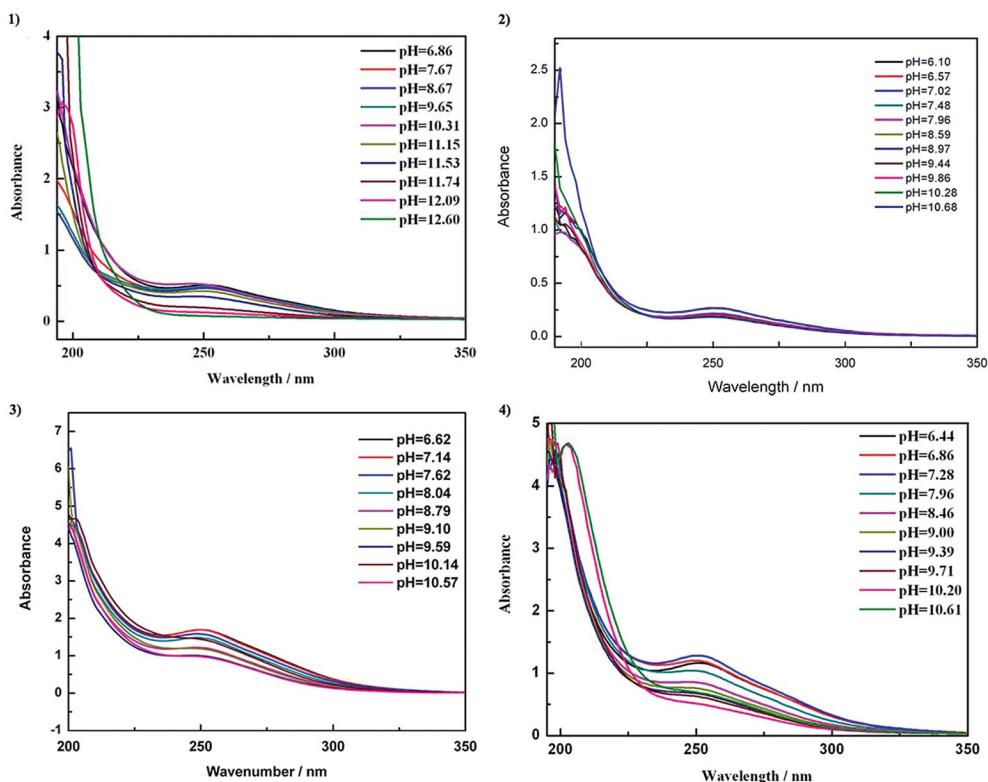 1)
4
3
2
1
0
Absorbance
200
250
300
350
Wavelength / nm
pH=6.86
pH=7.67
pH=8.67
pH=9.65
pH=10.31
pH=11.15
pH=11.53
pH=11.74
pH=12.09
pH=12.60
2)
2.5
2.0
1.5
1.0
0.5
0.0
Absorbance
200
250
300
350
Wavelength / nm
pH=6.10
pH=6.57
pH=7.02
pH=7.48
pH=7.96
pH=8.59
pH=8.97
pH=9.44
pH=9.86
pH=10.28
pH=10.68
3)
7
6
5
4
3
2
1
0
-1
Absorbance
200
250
300
350
Wavenumber / nm
pH=6.62
pH=7.14
pH=7.62
pH=8.04
pH=8.79
pH=9.10
pH=9.59
pH=10.14
pH=10.57
4)
5
4
3
2
1
0
Absorbance
200
250
300
350
Wavelength / nm
pH=6.44
pH=6.86
pH=7.28
pH=7.96
pH=8.46
pH=9.00
pH=9.39
pH=9.71
pH=10.20
pH=10.61